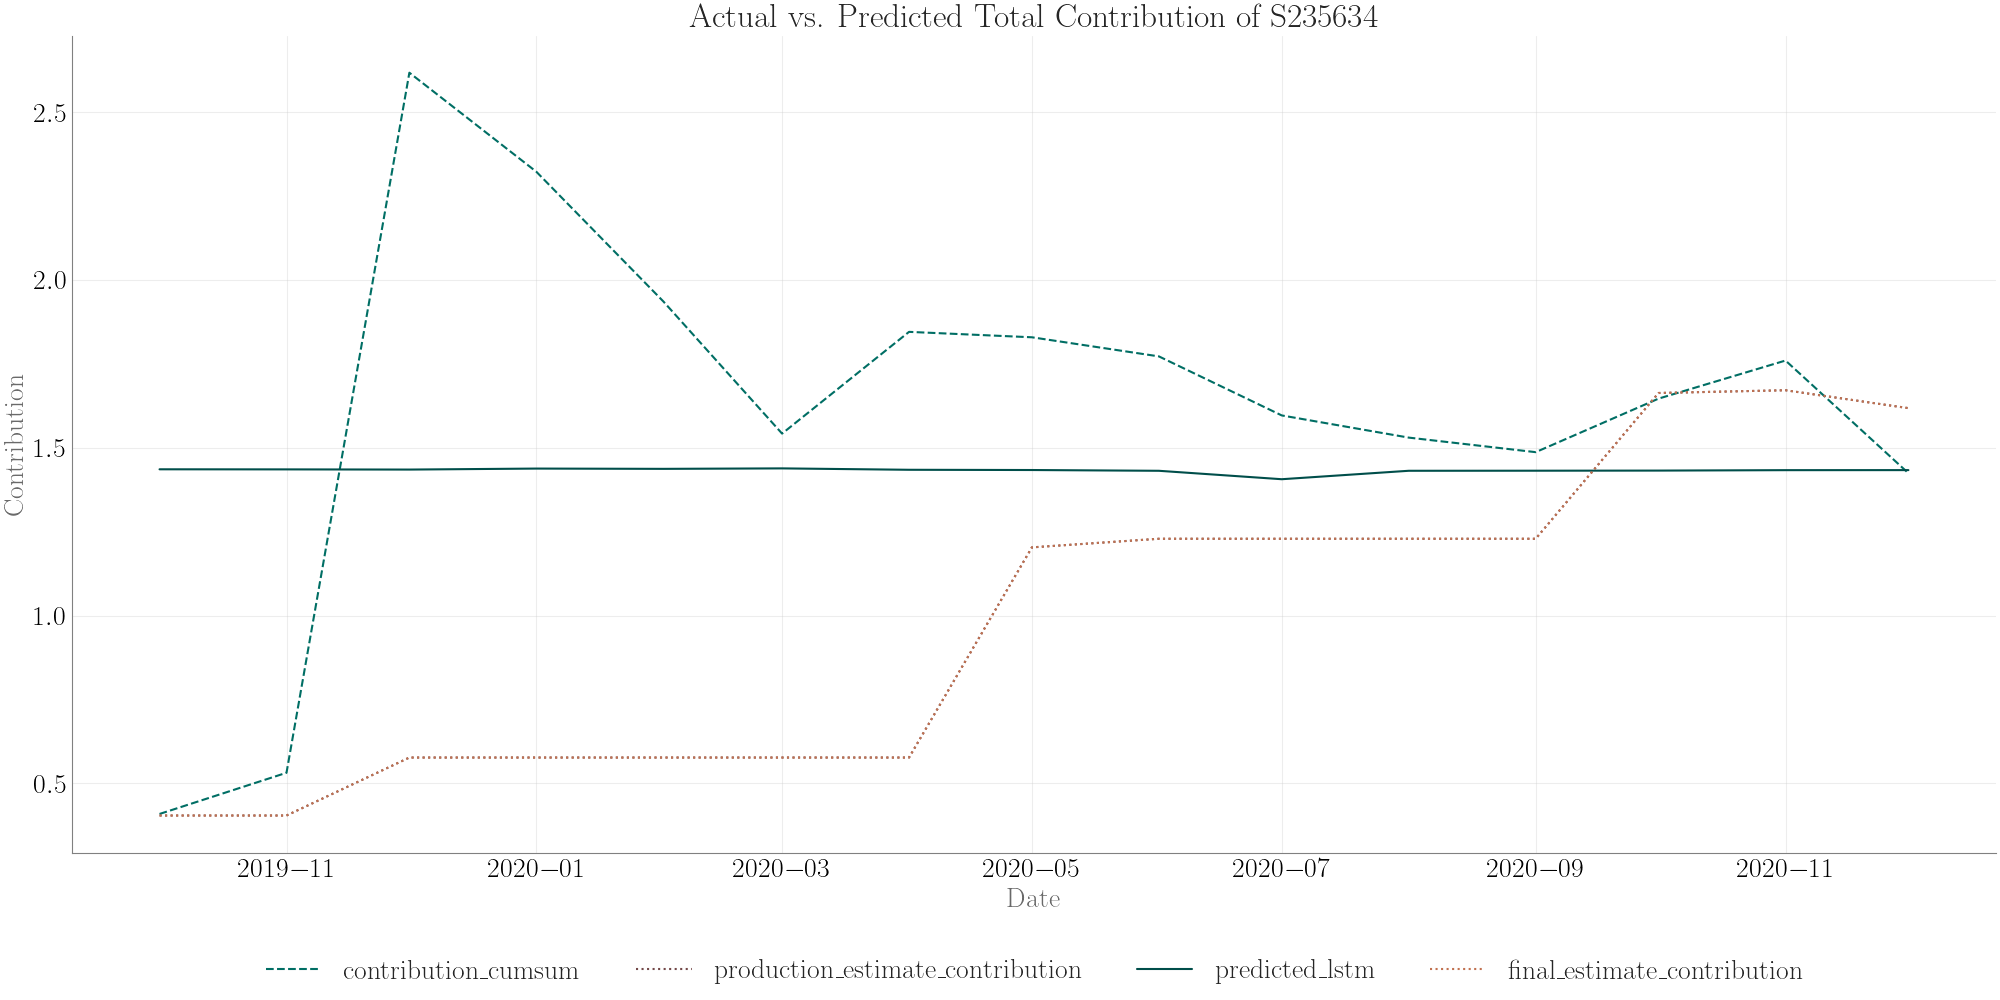 Actual vs. Predicted Total Contribution of S235634
Contribution
2.5
2.0
1.5
1.0
0.5
2019−11 2020−01 2020−03 2020−05 2020−07 2020−09 2020−11
Date
contribution_cumsum production_estimate_contribution predicted_lstm final_estimate_contribution